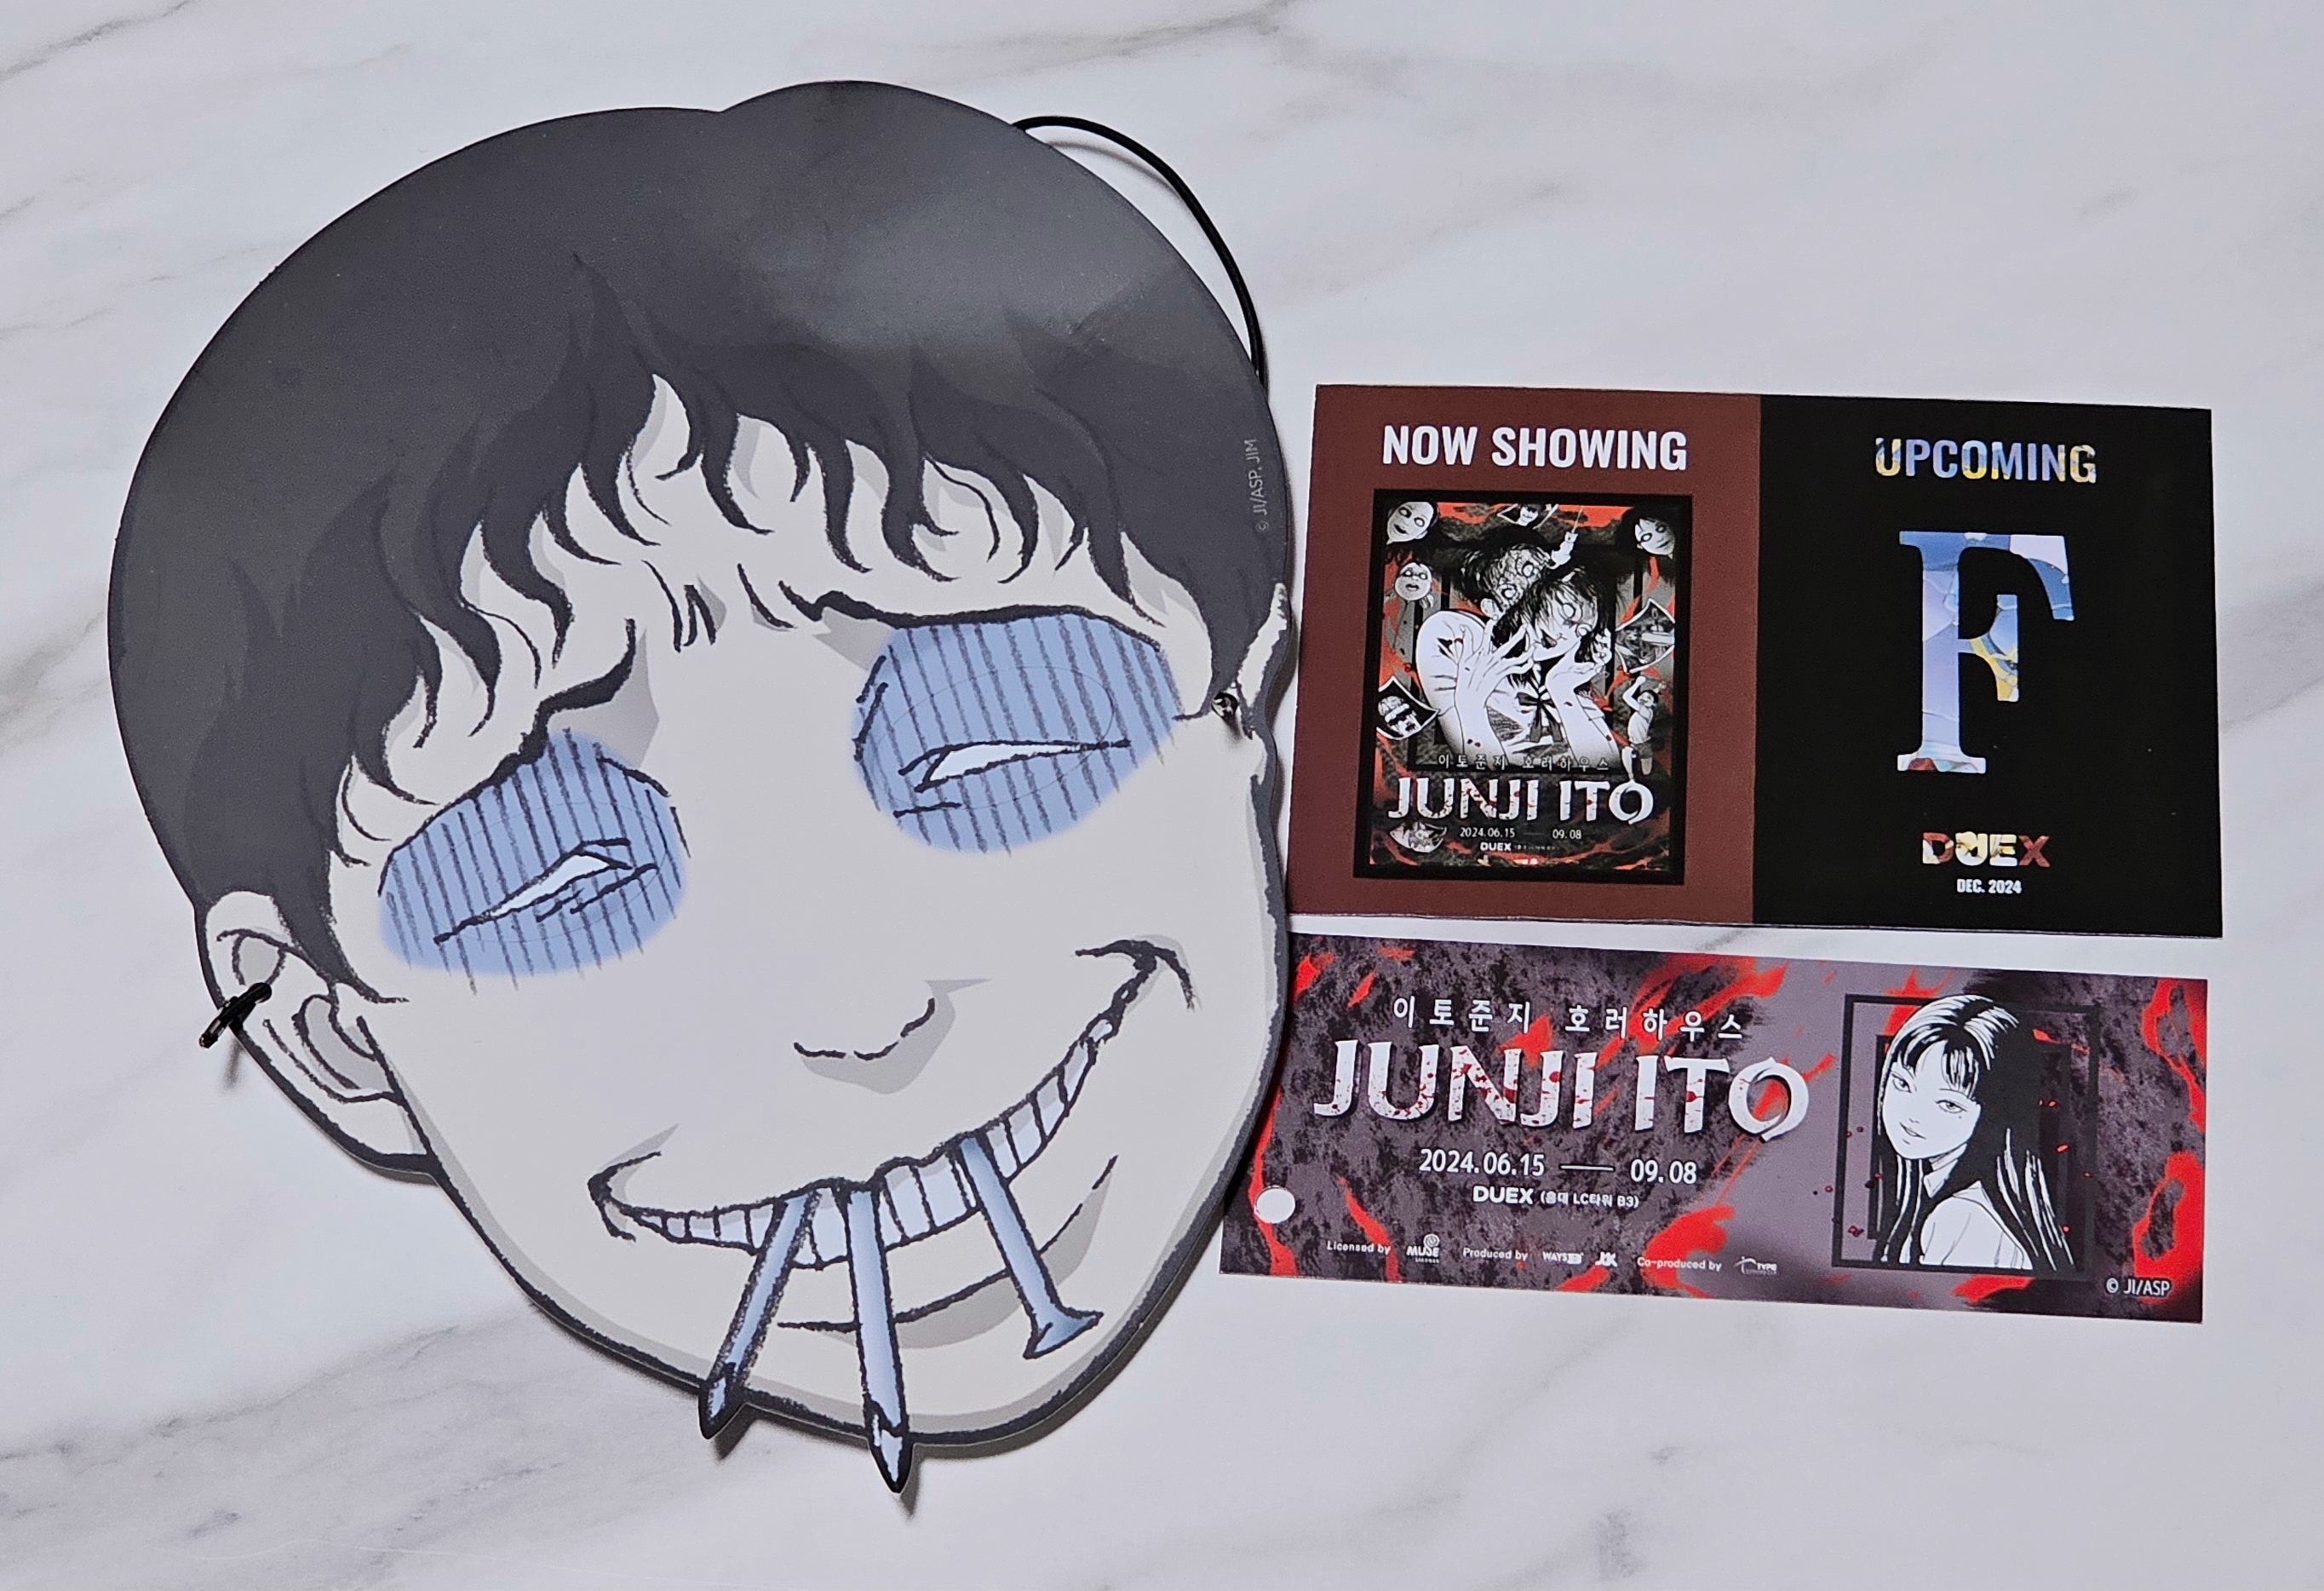 © JI/ASP, JIM
NOW SHOWING
이토준지 호러하우스
JUNJI ITO
2024.06.15 09.08
DUEX
UPCOMING
F
DUEX
DEC. 2024
이토준지 호러하우스
JUNJI ITO
2024.06.15 — 09.08
DUEX (홍대 LC타워 B3)
Licensed by MUSE Produced by WAYSB Co-produced by TYPE
© JI/ASP